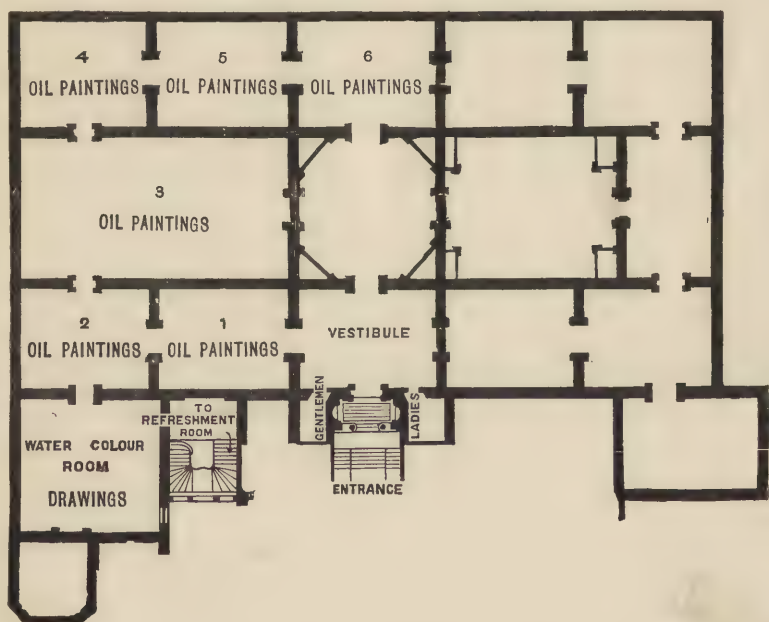 4
OIL PAINTINGS
5
OIL PAINTINGS
6
OIL PAINTINGS
3
OIL PAINTINGS
2
OIL PAINTINGS
1
OIL PAINTINGS
VESTIBULE
GENTLEMEN
LADIES
TO
REFRESHMENT
ROOM
WATER COLOUR
ROOM
DRAWINGS
ENTRANCE